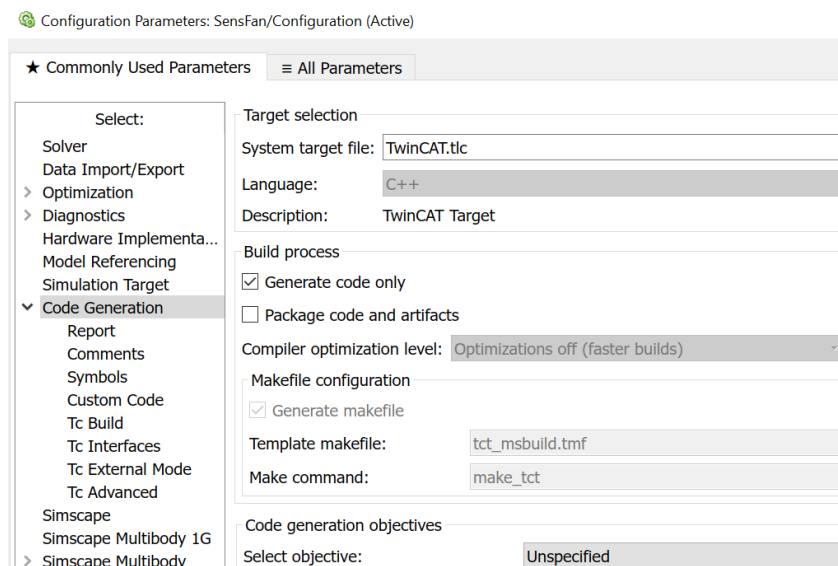 Configuration Parameters: SensFan/Configuration (Active)
★ Commonly Used Parameters
≡ All Parameters
Select:
Solver
Data Import/Export
Optimization
Diagnostics
Hardware Implementa...
Model Referencing
Simulation Target
Code Generation
Report
Comments
Symbols
Custom Code
Tc Build
Tc Interfaces
Tc External Mode
Tc Advanced
Simscape
Simscape Multibody 1G
Simscape Multibody
Target selection
System target file: TwinCAT.tlc
Language: C++
Description: TwinCAT Target
Build process
Generate code only
Package code and artifacts
Compiler optimization level: Optimizations off (faster builds)
Makefile configuration
Generate makefile
Template makefile: tct_msbuild.tmf
Make command: make_tct
Code generation objectives
Select objective: Unspecified